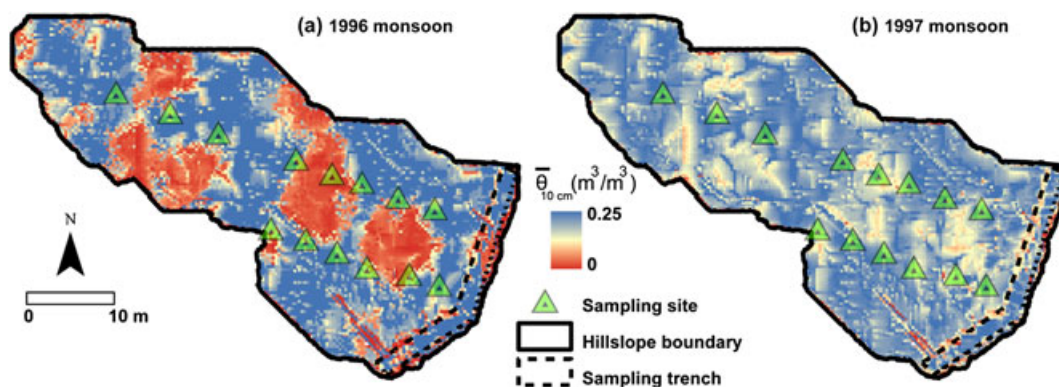 (a) 1996 monsoon
(b) 1997 monsoon
θ̅10 cm(m³/m³)
0.25
0
N
0 10 m
Sampling site
Hillslope boundary
Sampling trench